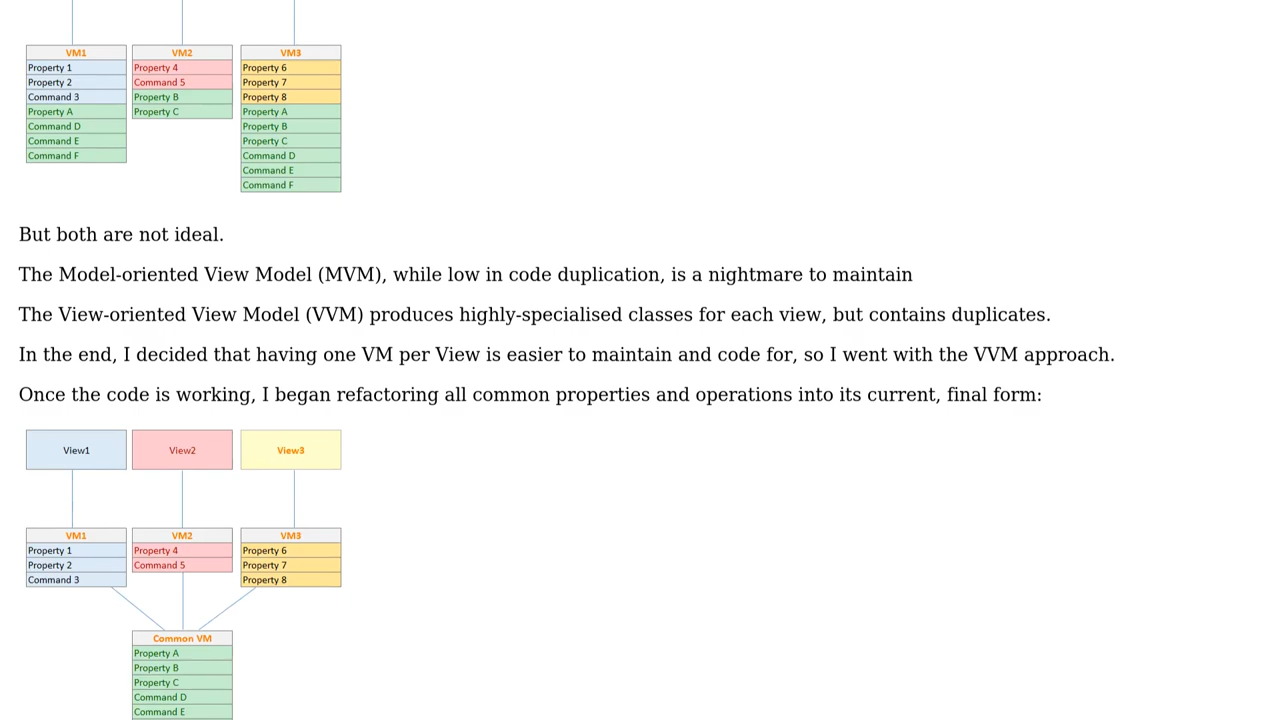 VM1
Property 1
Property 2
Command 3
Property A
Command D
Command E
Command F
VM2
Property 4
Command 5
Property B
Property C
VM3
Property 6
Property 7
Property 8
Property A
Property B
Property C
Command D
Command E
Command F
But both are not ideal.
The Model-oriented View Model (MVM), while low in code duplication, is a nightmare to maintain
The View-oriented View Model (VVM) produces highly-specialised classes for each view, but contains duplicates.
In the end, I decided that having one VM per View is easier to maintain and code for, so I went with the VVM approach.
Once the code is working, I began refactoring all common properties and operations into its current, final form:
View1
View2
View3
VM1
Property 1
Property 2
Command 3
VM2
Property 4
Command 5
VM3
Property 6
Property 7
Property 8
Common VM
Property A
Property B
Property C
Command D
Command E